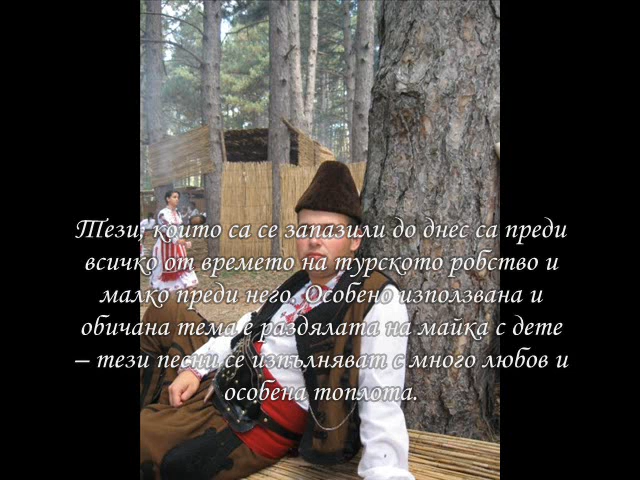 Тези, които са се запазили до днес са преди
всичко от времето на турското робство и
малко преди него. Особено използвана и
обичана тема е раздялата на майка с дете
– тези песни се изпълняват с много любов и
особена топлота.